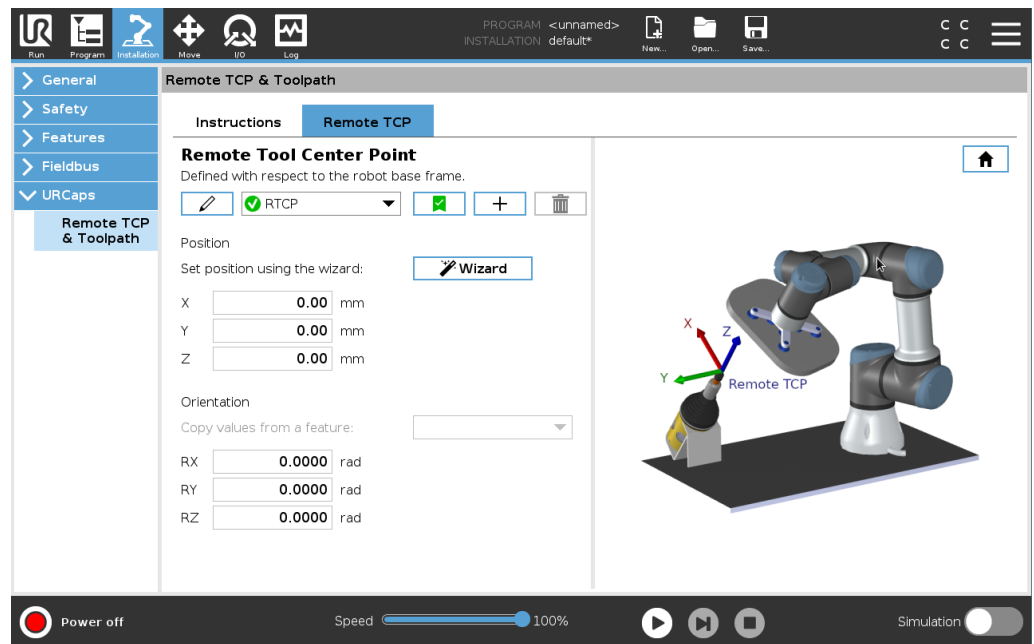 PROGRAM <unnamed>
INSTALLATION default*
UR
Run Program Installation Move I/O Log New... Open... Save...
C C
C C
General
Safety
Features
Fieldbus
URCaps
Remote TCP
& Toolpath
Remote TCP & Toolpath
Instructions Remote TCP
Remote Tool Center Point
Defined with respect to the robot base frame.
RTCP
Position
Set position using the wizard: Wizard
X 0.00 mm
Y 0.00 mm
Z 0.00 mm
Orientation
Copy values from a feature:
RX 0.0000 rad
RY 0.0000 rad
RZ 0.0000 rad
X
Z
Y
Remote TCP
Power off Speed 100% Simulation